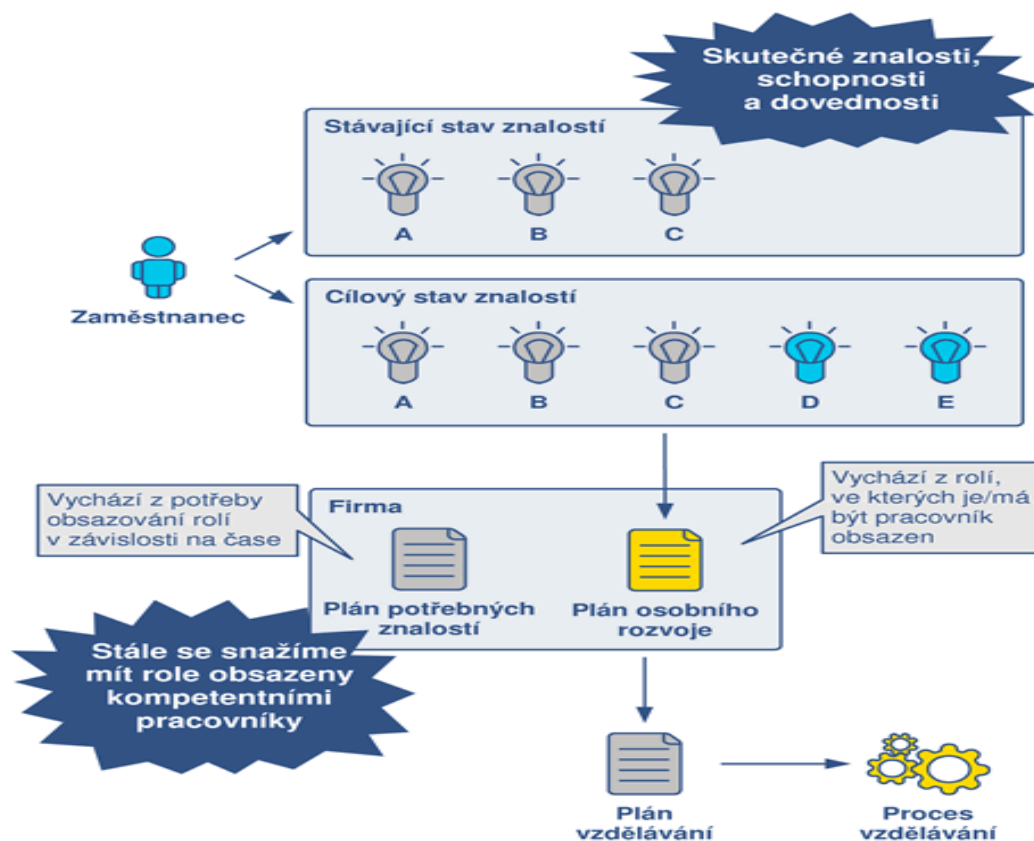 Skutečné znalosti,
schopnosti
a dovednosti
Stávající stav znalostí
A
B
C
Zaměstnanec
Cílový stav znalostí
A
B
C
D
E
Vychází z potřeby
obsazování rolí
v závislosti na čase
Firma
Vychází z rolí,
ve kterých je/má
být pracovník
obsazen
Plán potřebných
znalostí
Plán osobního
rozvoje
Stále se snažíme
mít role obsazeny
kompetentními
pracovníky
Plán
vzdělávání
Proces
vzdělávání